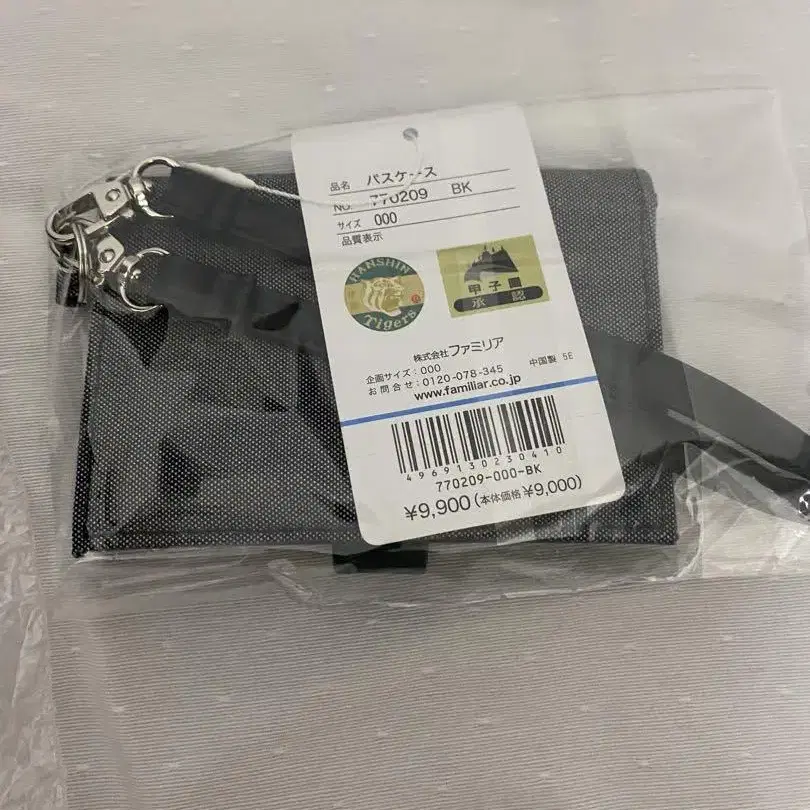 品名 パスケース
NO. 770209 BK
サイズ 000
品質表示
HANSHIN
Tigers
甲子園
承認
株式会社ファミリア
企画サイズ:000 中国製 5E
お問合せ:0120-078-345
www.familiar.co.jp
4969130230410
770209-000-BK
¥9,900(本体価格¥9,000)